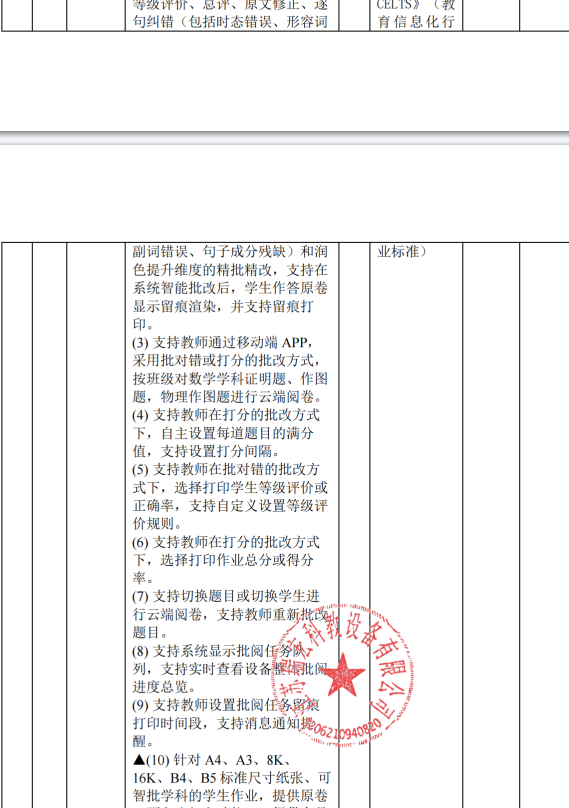 等级评价、总评、原文修正、逐
句纠错（包括时态错误、形容词
CELTS》（教
育信息化行
副词错误、句子成分残缺）和润
色提升维度的精批精改，支持在
系统智能批改后，学生作答原卷
显示留痕渲染，并支持留痕打
印。
业标准）
(3) 支持教师通过移动端 APP，
采用批对错或打分的批改方式，
按班级对数学学科证明题、作图
题，物理作图题进行云端阅卷。
(4) 支持教师在打分的批改方式
下，自主设置每道题目的满分
值，支持设置打分间隔。
(5) 支持教师在批对错的批改方
式下，选择打印学生等级评价或
正确率，支持自定义设置等级评
价规则。
(6) 支持教师在打分的批改方式
下，选择打印作业总分或得分
率。
(7) 支持切换题目或切换学生进
行云端阅卷，支持教师重新批改
题目。
(8) 支持系统显示批阅任务队
列，支持实时查看设备整体批阅
进度总览。
(9) 支持教师设置批阅任务留痕
打印时间段，支持消息通知提
醒。
▲(10) 针对 A4、A3、8K、
16K、B4、B5 标准尺寸纸张、可
智批学科的学生作业，提供原卷
科教设备有限公司